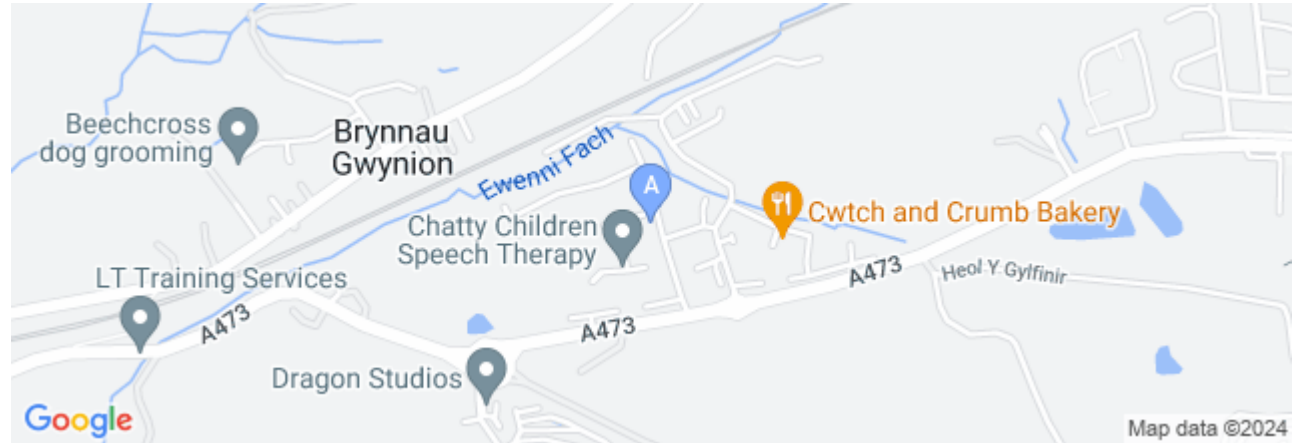 Beechcross
dog grooming
Brynnau
Gwynion
Ewenni Fach
A
Cwtch and Crumb Bakery
Chatty Children
Speech Therapy
LT Training Services
A473
A473
A473
Heol Y Gylfinir
Dragon Studios
Google
Map data ©2024